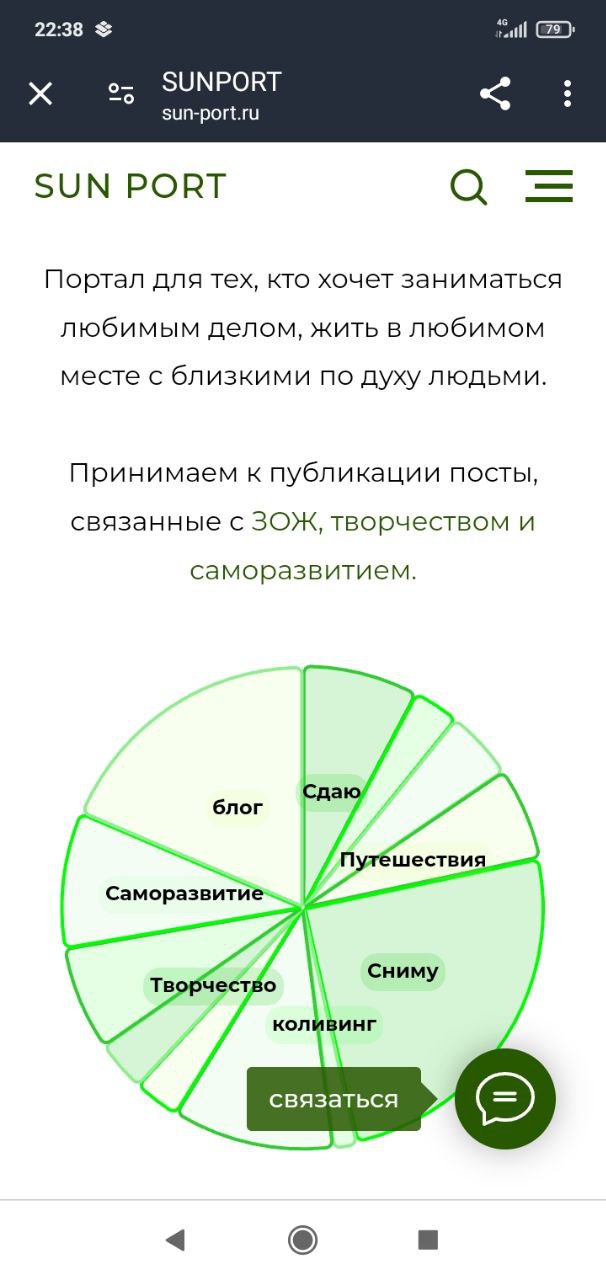 22:38
4G
79
SUNPORT
sun-port.ru
SUN PORT
Портал для тех, кто хочет заниматься
любимым делом, жить в любимом
месте с близкими по духу людьми.
Принимаем к публикации посты,
связанные с ЗОЖ, творчеством и
саморазвитием.
Сдаю
блог
Путешествия
Саморазвитие
Сниму
Творчество
коливинг
связаться